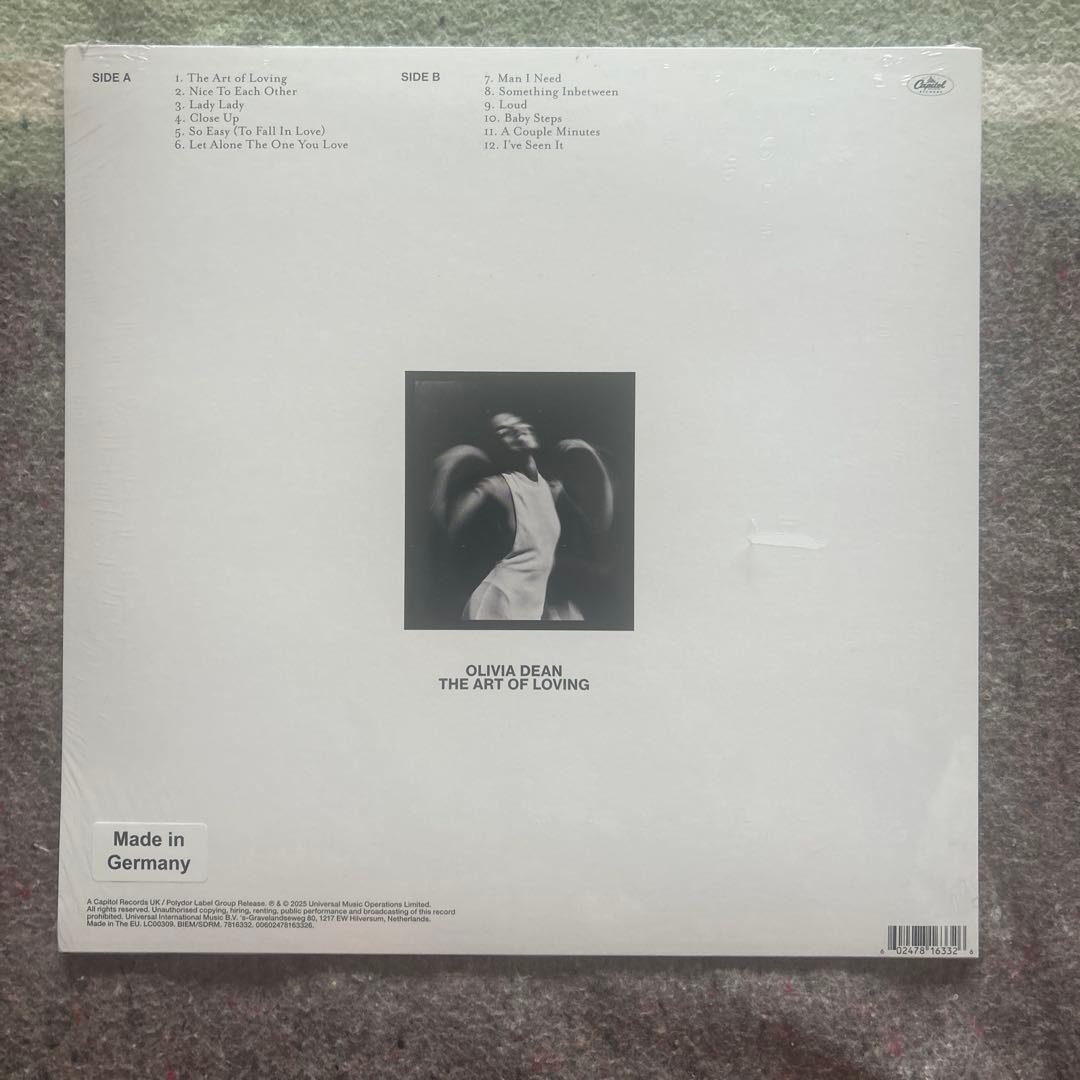 SIDE A
1. The Art of Loving
2. Nice To Each Other
3. Lady Lady
4. Close Up
5. So Easy (To Fall In Love)
6. Let Alone The One You Love
SIDE B
7. Man I Need
8. Something Inbetween
9. Loud
10. Baby Steps
11. A Couple Minutes
12. I've Seen It
Capitol
RECORDS
OLIVIA DEAN
THE ART OF LOVING
Made in
Germany
A Capitol Records UK / Polydor Label Group Release. ℗ & © 2025 Universal Music Operations Limited.
All rights reserved. Unauthorised copying, hiring, renting, public performance and broadcasting of this record
prohibited. Universal International Music B.V. 's-Gravelandseweg 80, 1217 EW Hilversum, Netherlands.
Made in The EU. LC00309. BIEM/SDRM. 7816332. 00602478163326.
6 02478 16332 6